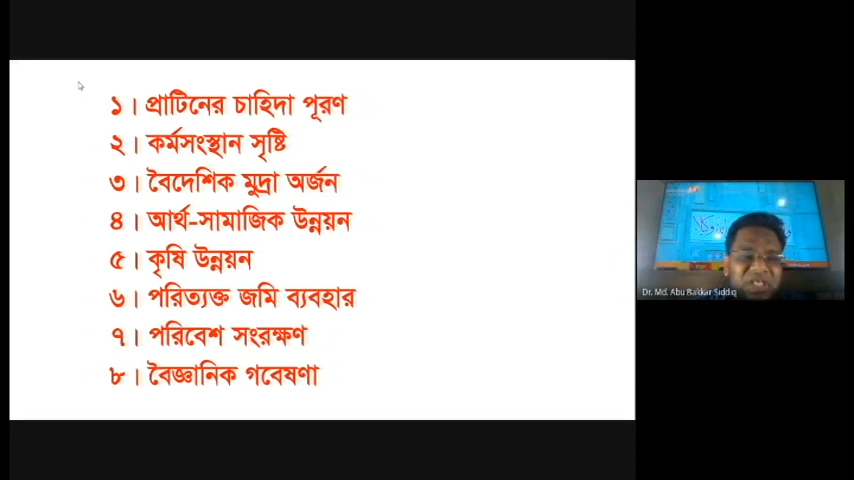 ১। প্রাটিনের চাহিদা পূরণ
২। কর্মসংস্থান সৃষ্টি
৩। বৈদেশিক মুদ্রা অর্জন
৪। আর্থ-সামাজিক উন্নয়ন
৫। কৃষি উন্নয়ন
৬। পরিত্যক্ত জমি ব্যবহার
৭। পরিবেশ সংরক্ষণ
৮। বৈজ্ঞানিক গবেষণা
Dr. Md. Abu Bakkar Siddiq